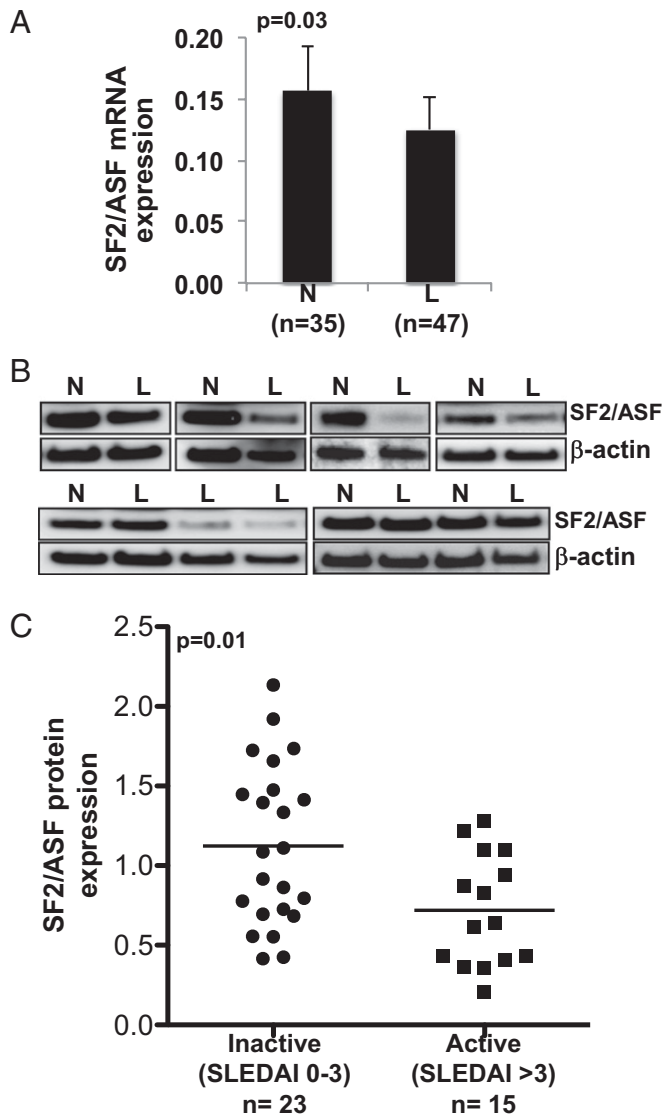 A
p=0.03
SF2/ASF mRNA
expression
0.20
0.15
0.10
0.05
0.00
N L
(n=35) (n=47)
B
N L N L N L N L
SF2/ASF
β-actin
N L L L N L N L
SF2/ASF
β-actin
C
p=0.01
SF2/ASF protein
expression
2.5
2.0
1.5
1.0
0.5
0.0
Inactive Active
(SLEDAI 0-3) (SLEDAI >3)
n= 23 n= 15